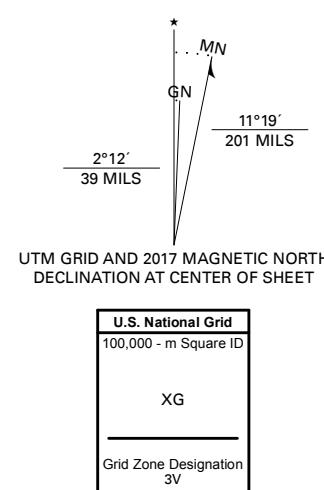 ★
MN
GN
11°19´
201 MILS
2°12´
39 MILS
UTM GRID AND 2017 MAGNETIC NORTH
DECLINATION AT CENTER OF SHEET
U.S. National Grid
100,000 - m Square ID
XG
Grid Zone Designation
3V